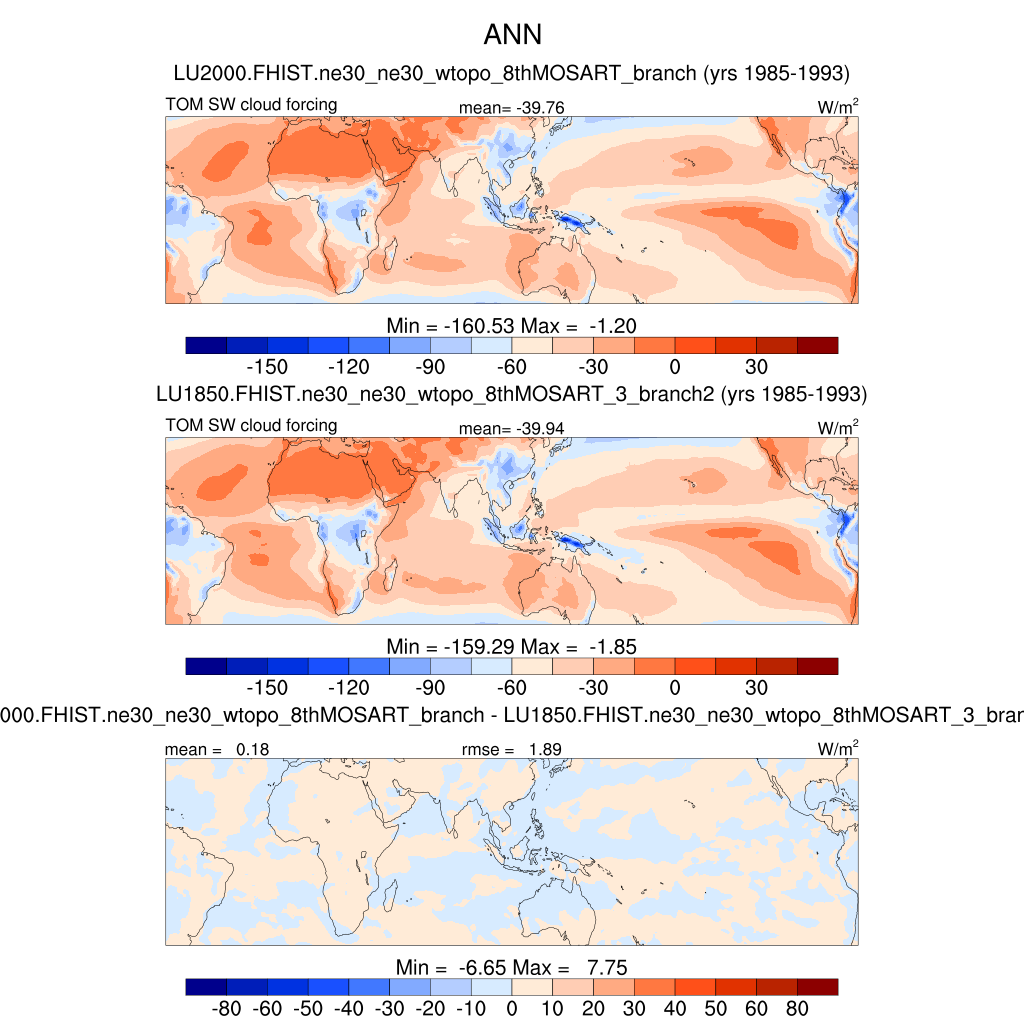 ANN
LU2000.FHIST.ne30_ne30_wtopo_8thMOSART_branch (yrs 1985-1993)
TOM SW cloud forcing mean= -39.76 W/m2
Min = -160.53 Max = -1.20
-150 -120 -90 -60 -30 0 30
LU1850.FHIST.ne30_ne30_wtopo_8thMOSART_3_branch2 (yrs 1985-1993)
TOM SW cloud forcing mean= -39.94 W/m2
Min = -159.29 Max = -1.85
-150 -120 -90 -60 -30 0 30
000.FHIST.ne30_ne30_wtopo_8thMOSART_branch - LU1850.FHIST.ne30_ne30_wtopo_8thMOSART_3_bran
mean = 0.18 rmse = 1.89 W/m2
Min = -6.65 Max = 7.75
-80 -60 -50 -40 -30 -20 -10 0 10 20 30 40 50 60 80